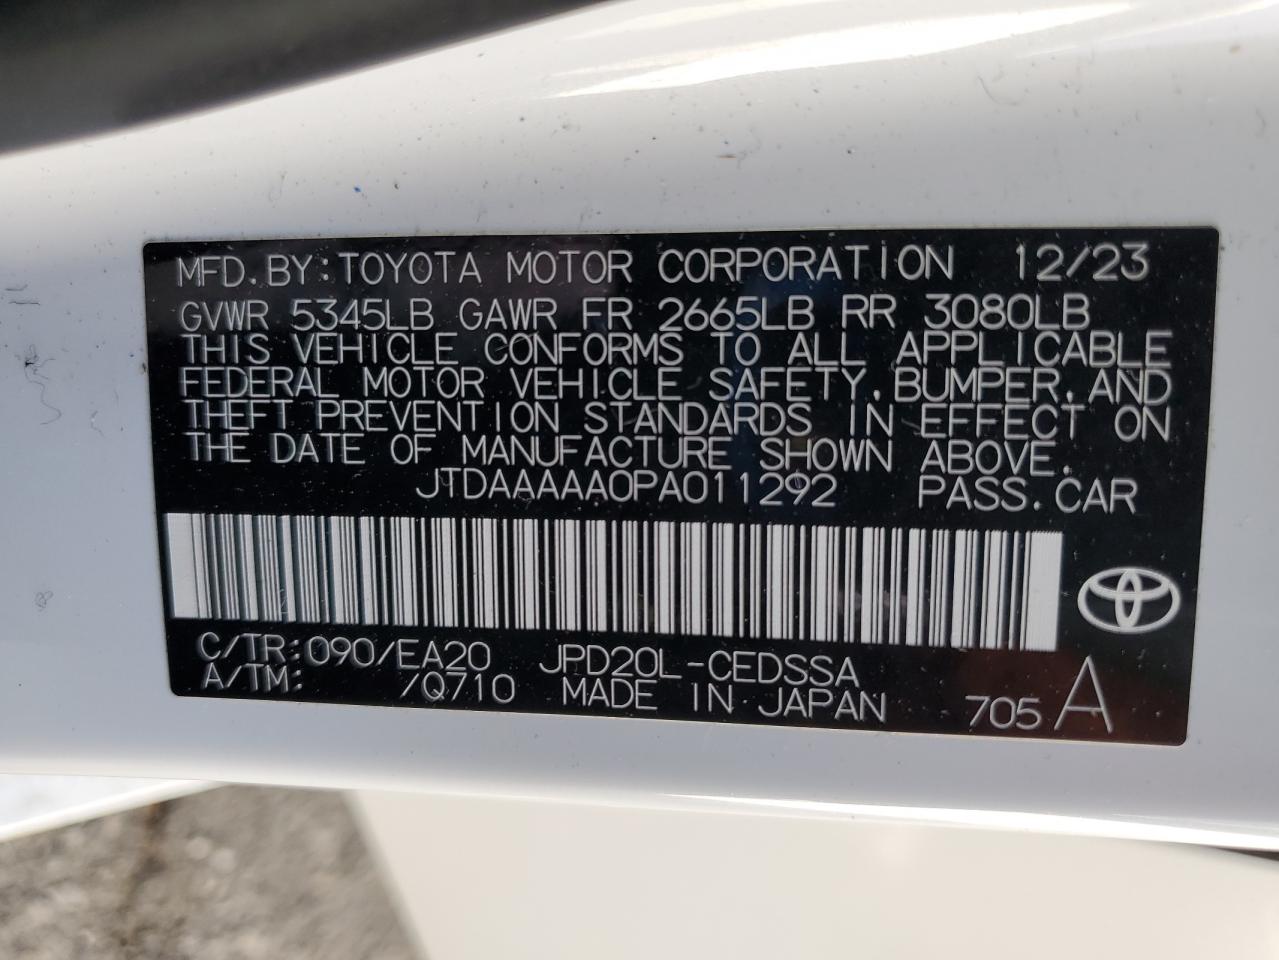 MFD.BY:TOYOTA MOTOR CORPORATION 12/23
GVWR 5345LB GAWR FR 2665LB RR 3080LB
THIS VEHICLE CONFORMS TO ALL APPLICABLE
FEDERAL MOTOR VEHICLE SAFETY,BUMPER,AND
THEFT PREVENTION STANDARDS IN EFFECT ON
THE DATE OF MANUFACTURE SHOWN ABOVE.
JTDAAAAAA0PA011292 PASS.CAR
C/TR:090/EA20 JPD20L-CEDSSA
A/TM: /Q710 MADE IN JAPAN 705 A